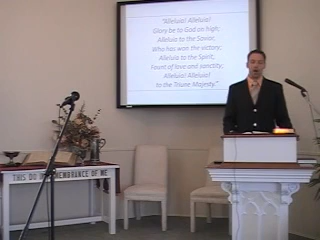 "Alleluia! Alleluia!
Glory be to God on high;
Alleluia to the Savior,
Who has won the victory;
Alleluia to the Spirit,
Fount of love and sanctity;
Alleluia! Alleluia!
to the Triune Majesty."
THIS DO IN REMEMBRANCE OF ME